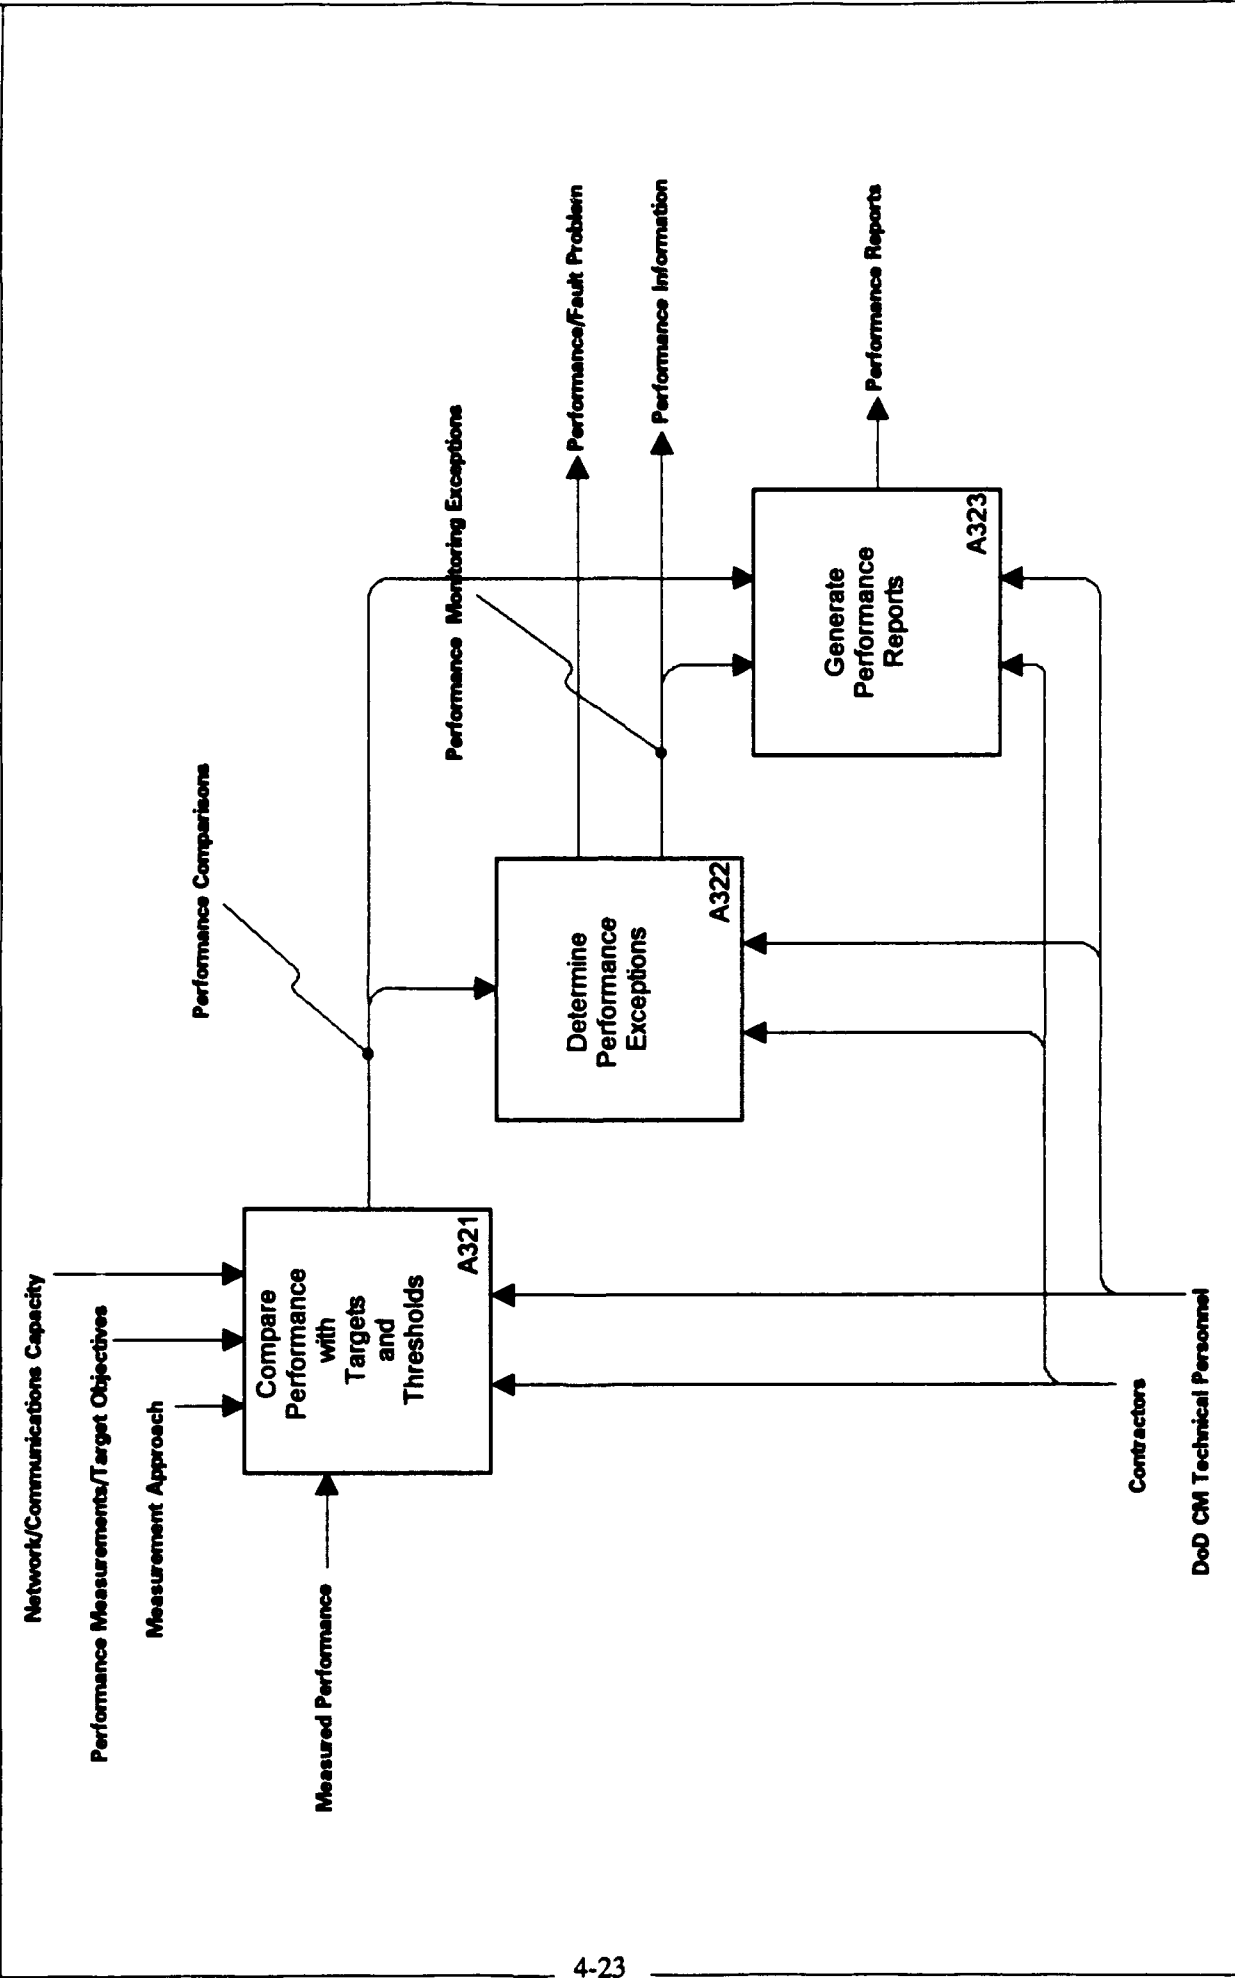 Network/Communications Capacity
Performance Measurements/Target Objectives
Measurement Approach
Measured Performance
Compare
Performance
with
Targets
and
Thresholds
A321
Performance Comparisons
Determine
Performance
Exceptions
A322
Performance Monitoring Exceptions
Performance/Fault Problem
Performance Information
Generate
Performance
Reports
A323
Performance Reports
Contractors
DoD CM Technical Personnel
4-23